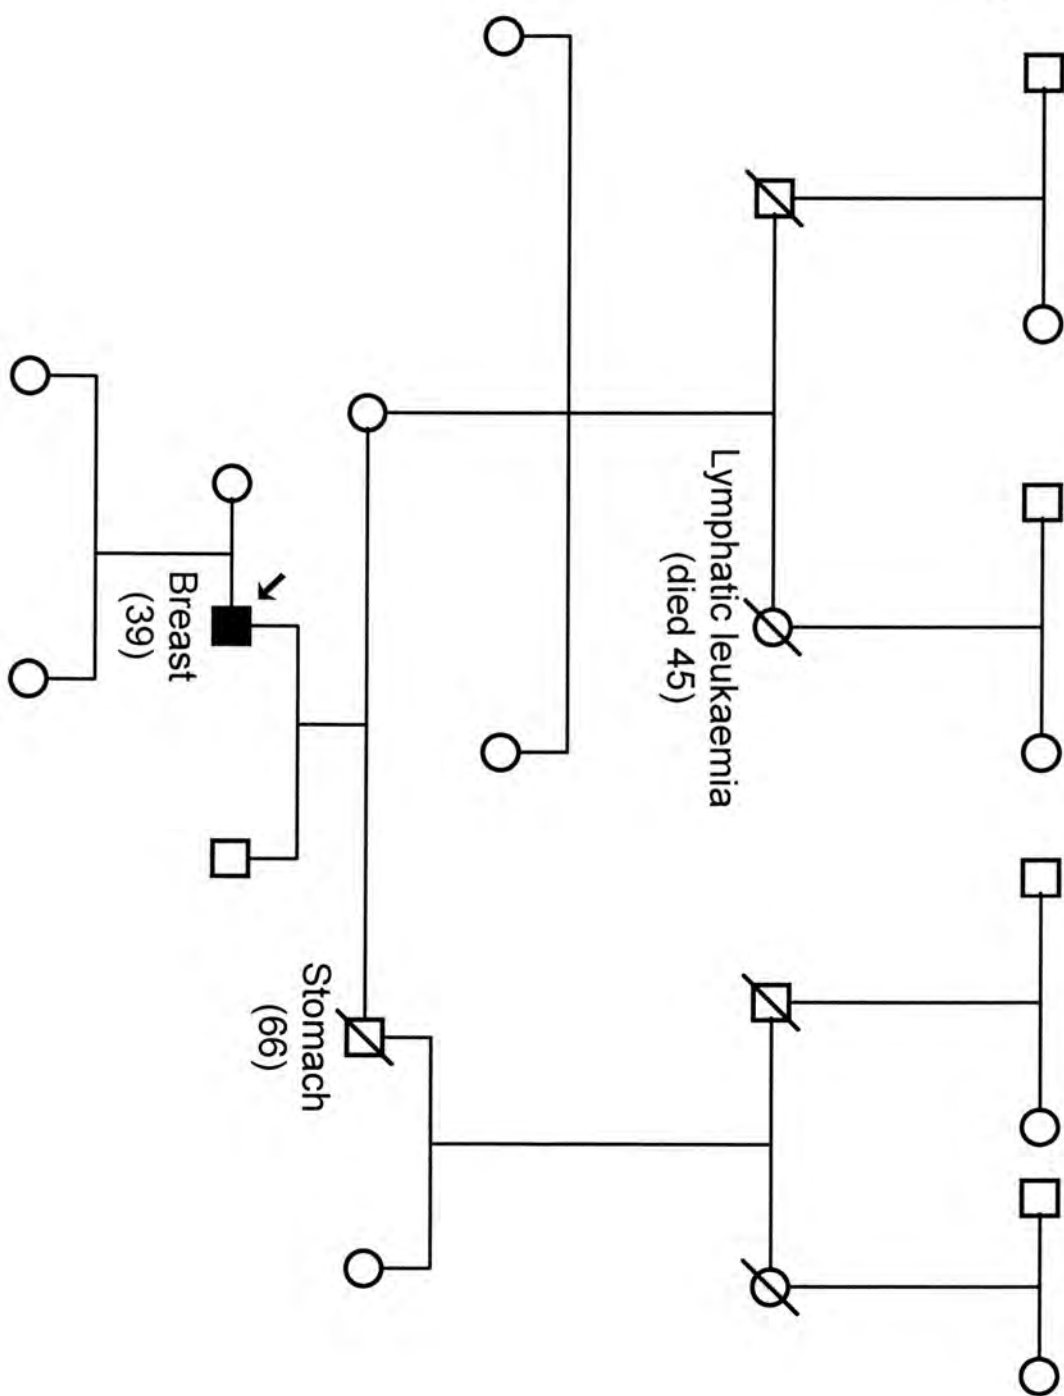 Lymphatic leukaemia
(died 45)
Stomach
(66)
Breast
(39)